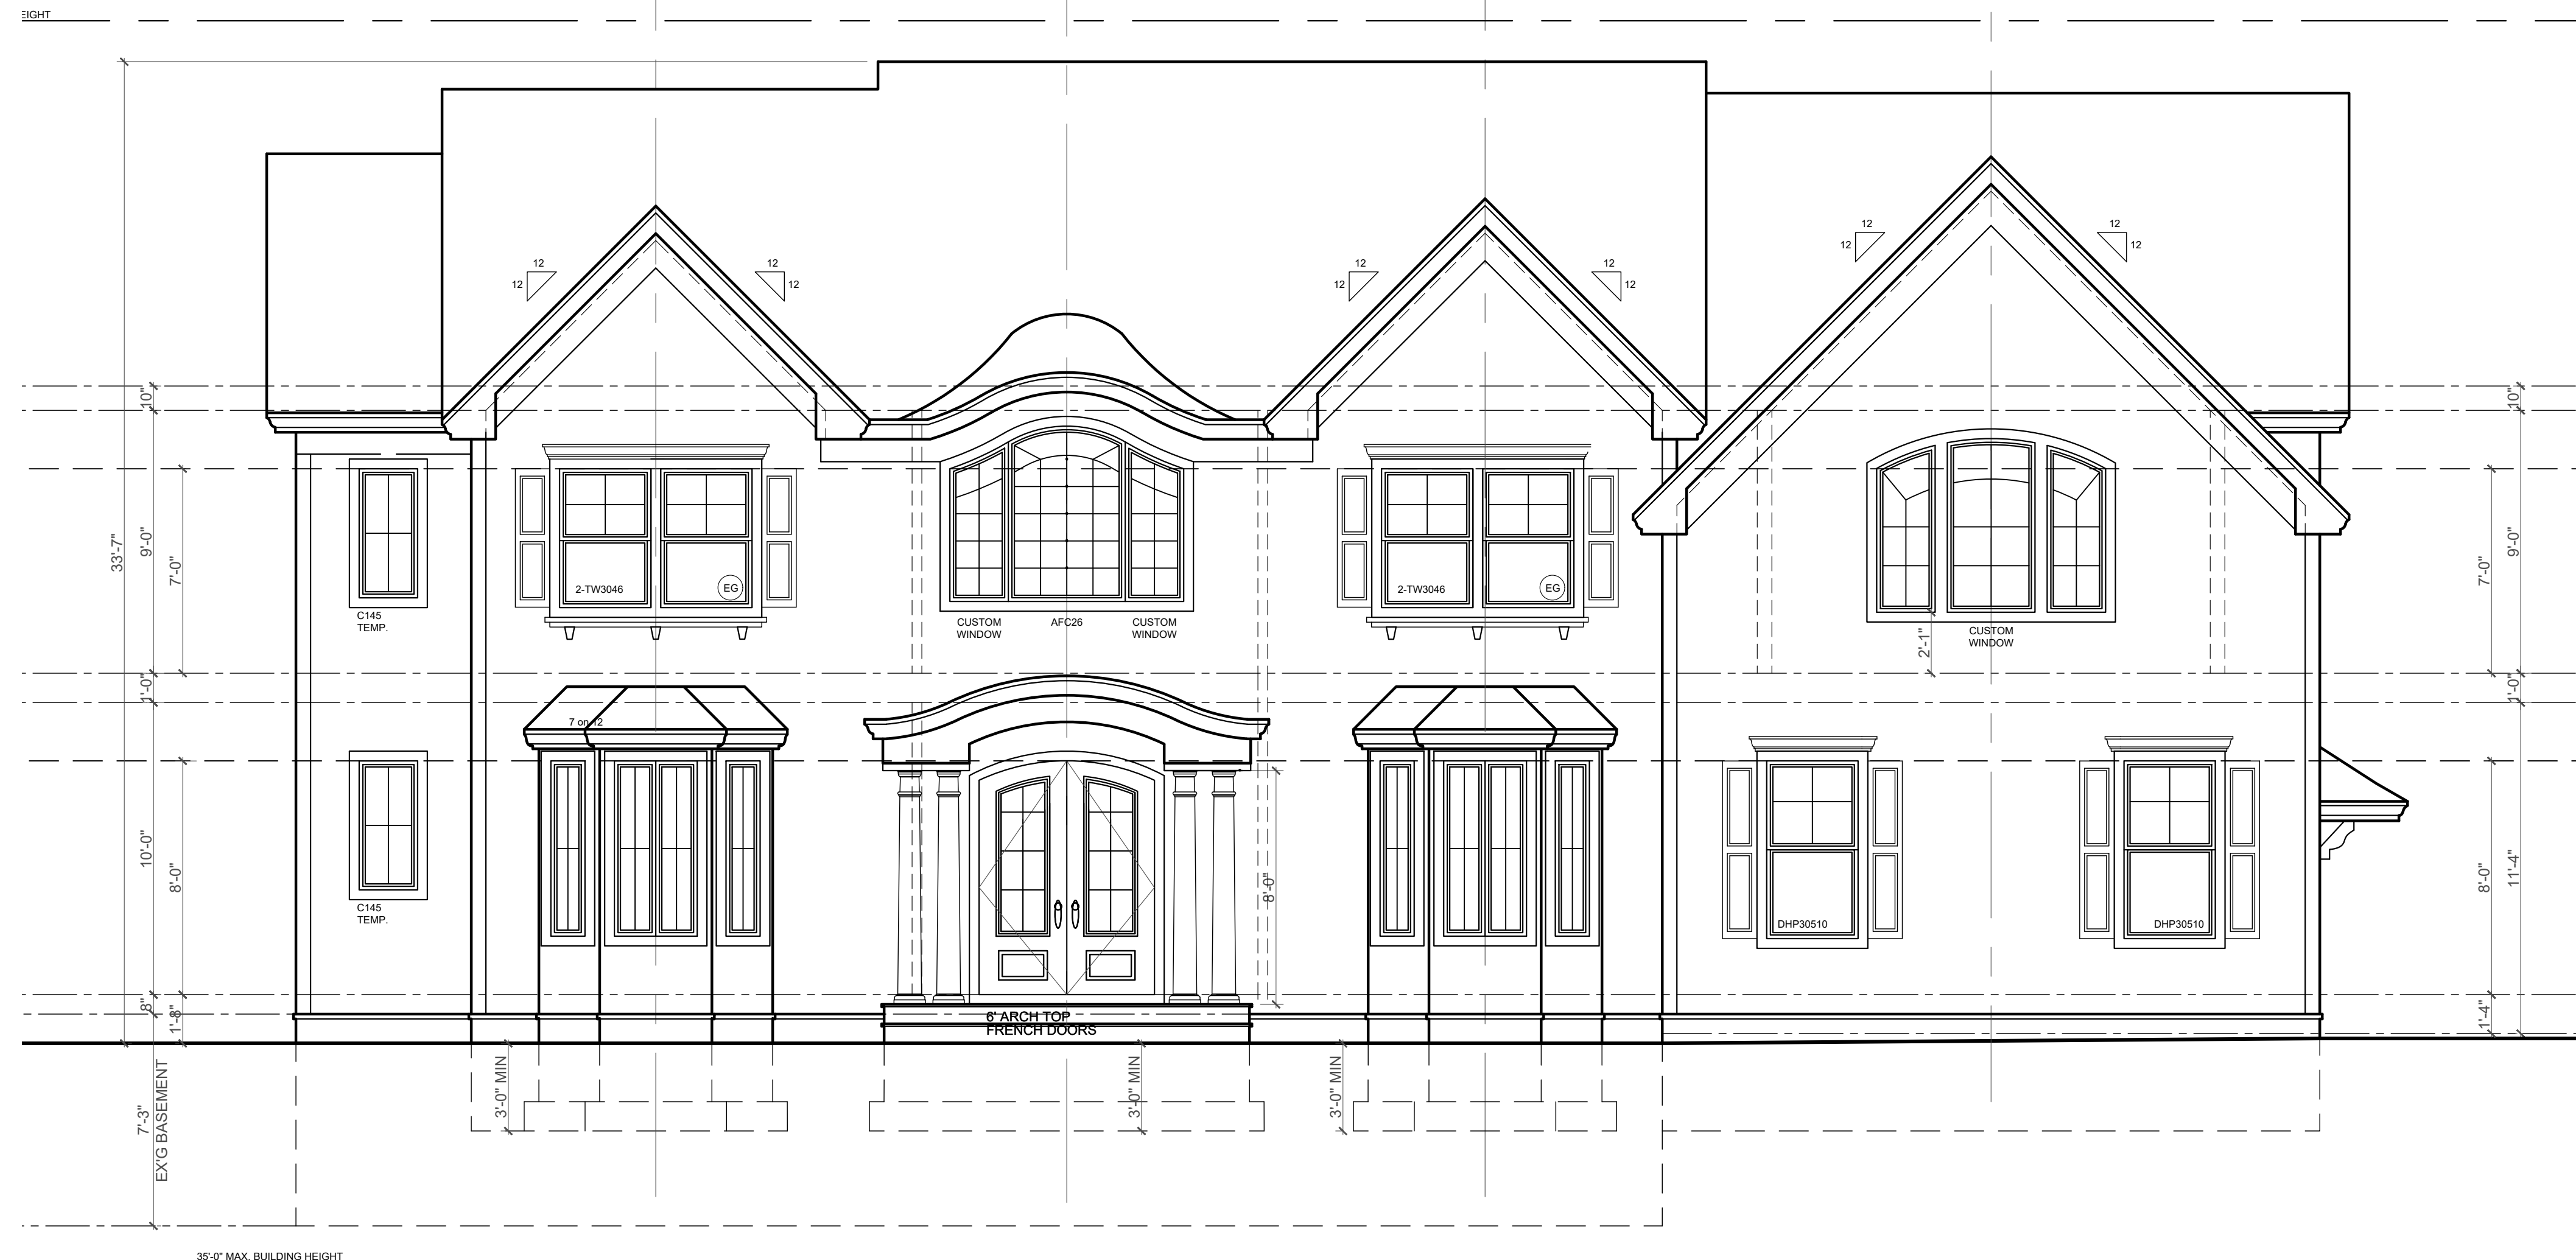 EIGHT
12
12
12
12
12
12
12
12
12
12
12
12
10"
10"
33'-7"
9'-0"
7'-0"
7'-0"
9'-0"
2-TW3046
EG
2-TW3046
EG
C145
TEMP.
CUSTOM
WINDOW
AFC26
CUSTOM
WINDOW
CUSTOM
WINDOW
2'-1"
1'-0"
1'-0"
7 on 12
10'-0"
8'-0"
8'-0"
8'-0"
11'-4"
C145
TEMP.
DHP30510
DHP30510
8"
1'-8"
1'-4"
6' ARCH TOP
FRENCH DOORS
3'-0" MIN
3'-0" MIN
3'-0" MIN
7'-3"
EX'G BASEMENT
35'-0" MAX. BUILDING HEIGHT